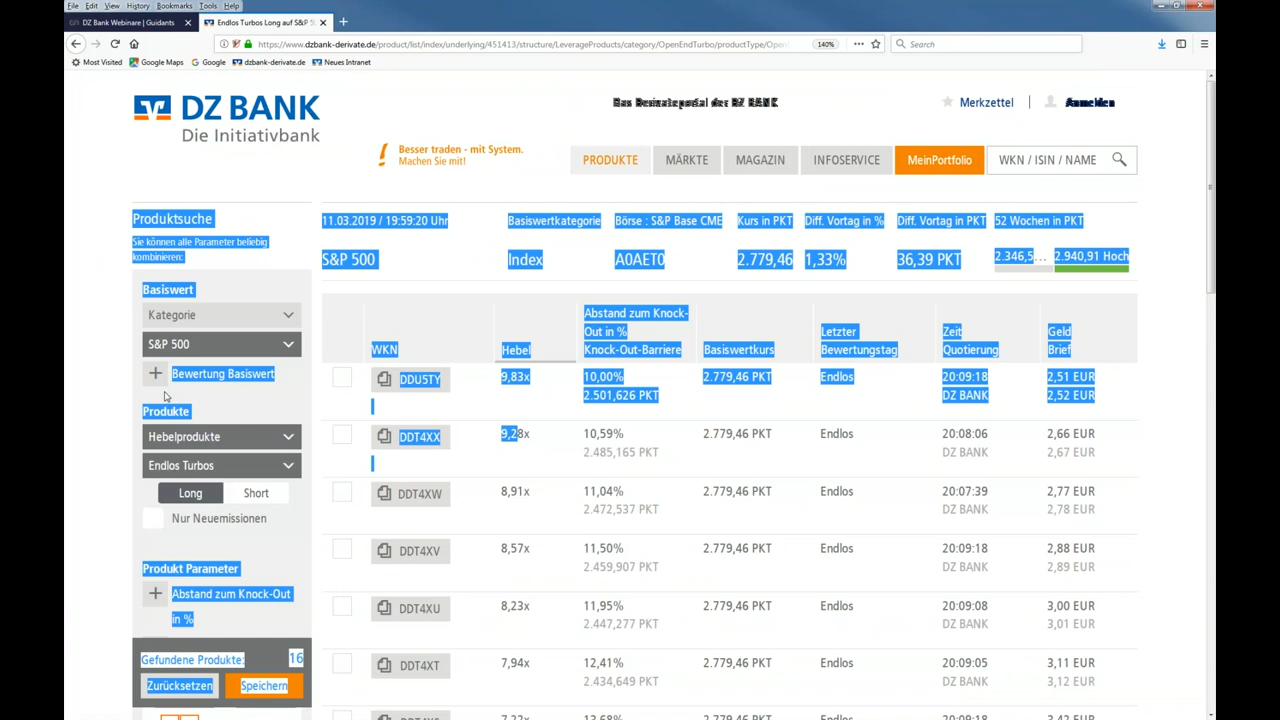 File Edit View History Bookmarks Tools Help
DZ Bank Webinare | Guidants
Endlos Turbos Long auf S&P 5
https://www.dzbank-derivate.de/product/list/index/underlying/451413/structure/LeverageProducts/category/OpenEndTurbo/productType/Open
140%
Search
Most Visited Google Maps Google dzbank-derivate.de Neues Intranet
DZ BANK
Die Initiativbank
Das Derivateportal der DZ BANK
Merkzettel
Anmelden
Besser traden - mit System.
Machen Sie mit!
PRODUKTE MÄRKTE MAGAZIN INFOSERVICE MeinPortfolio WKN / ISIN / NAME
Produktsuche
Sie können alle Parameter beliebig
kombinieren:
Basiswert
Kategorie
S&P 500
Bewertung Basiswert
Produkte
Hebelprodukte
Endlos Turbos
Long Short
Nur Neuemissionen
Produkt Parameter
Abstand zum Knock-Out
in %
Gefundene Produkte: 16
Zurücksetzen Speichern
11.03.2019 / 19:59:20 Uhr Basiswertkategorie Börse : S&P Base CME Kurs in PKT Diff. Vortag in % Diff. Vortag in PKT 52 Wochen in PKT
S&P 500 Index A0AET0 2.779,46 1,33% 36,39 PKT 2.346,5... 2.940,91 Hoch
WKN
Hebel
Abstand zum Knock-
Out in %
Knock-Out-Barriere
Basiswertkurs
Letzter
Bewertungstag
Zeit
Quotierung
Geld
Brief
DDU5TY 9,83x 10,00% 2.779,46 PKT Endlos 20:09:18 2,51 EUR
2.501,626 PKT DZ BANK 2,52 EUR
DDT4XX 9,28x 10,59% 2.779,46 PKT Endlos 20:08:06 2,66 EUR
2.485,165 PKT DZ BANK 2,67 EUR
DDT4XW 8,91x 11,04% 2.779,46 PKT Endlos 20:07:39 2,77 EUR
2.472,537 PKT DZ BANK 2,78 EUR
DDT4XV 8,57x 11,50% 2.779,46 PKT Endlos 20:09:18 2,88 EUR
2.459,907 PKT DZ BANK 2,89 EUR
DDT4XU 8,23x 11,95% 2.779,46 PKT Endlos 20:09:08 3,00 EUR
2.447,277 PKT DZ BANK 3,01 EUR
DDT4XT 7,94x 12,41% 2.779,46 PKT Endlos 20:09:05 3,11 EUR
2.434,649 PKT DZ BANK 3,12 EUR